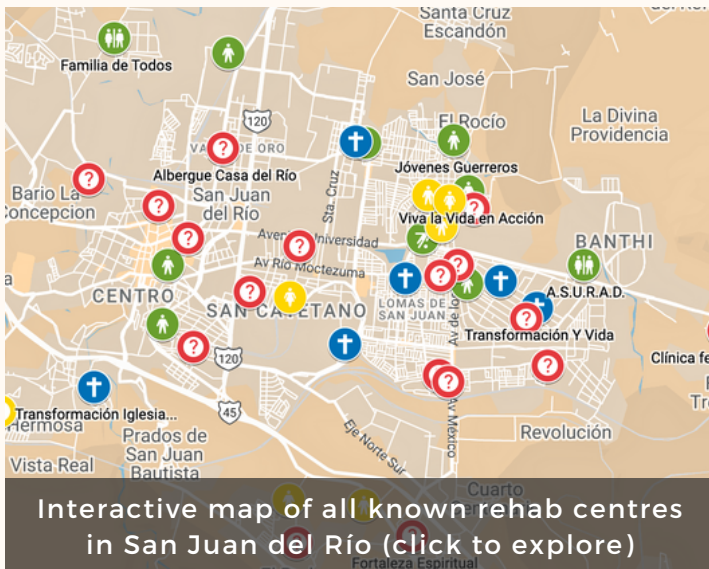 Santa Cruz
Escandón
Familia de Todos
San José
120
El Rocío
La Divina
Providencia
DE ORO
Albergue Casa del Río
Jóvenes Guerreros
Bario La
Concepcion
San Juan
del Río
Sta. Cruz
Viva la Vida en Acción
Avenida Universidad
BANTHI
Av Río Moctezuma
A.S.U.R.A.D.
CENTRO
SAN CAYETANO
LOMAS DE
SAN JUAN
Av de los
Transformación Y Vida
120
Clínica fe
Transformación Iglesia...
Hermosa
45
Av México
Prados de
San Juan
Bautista
Eje Norte Sur
Revolución
Vista Real
Cuarto
Interactive map of all known rehab centres
in San Juan del Río (click to explore)
Fortaleza Espiritual